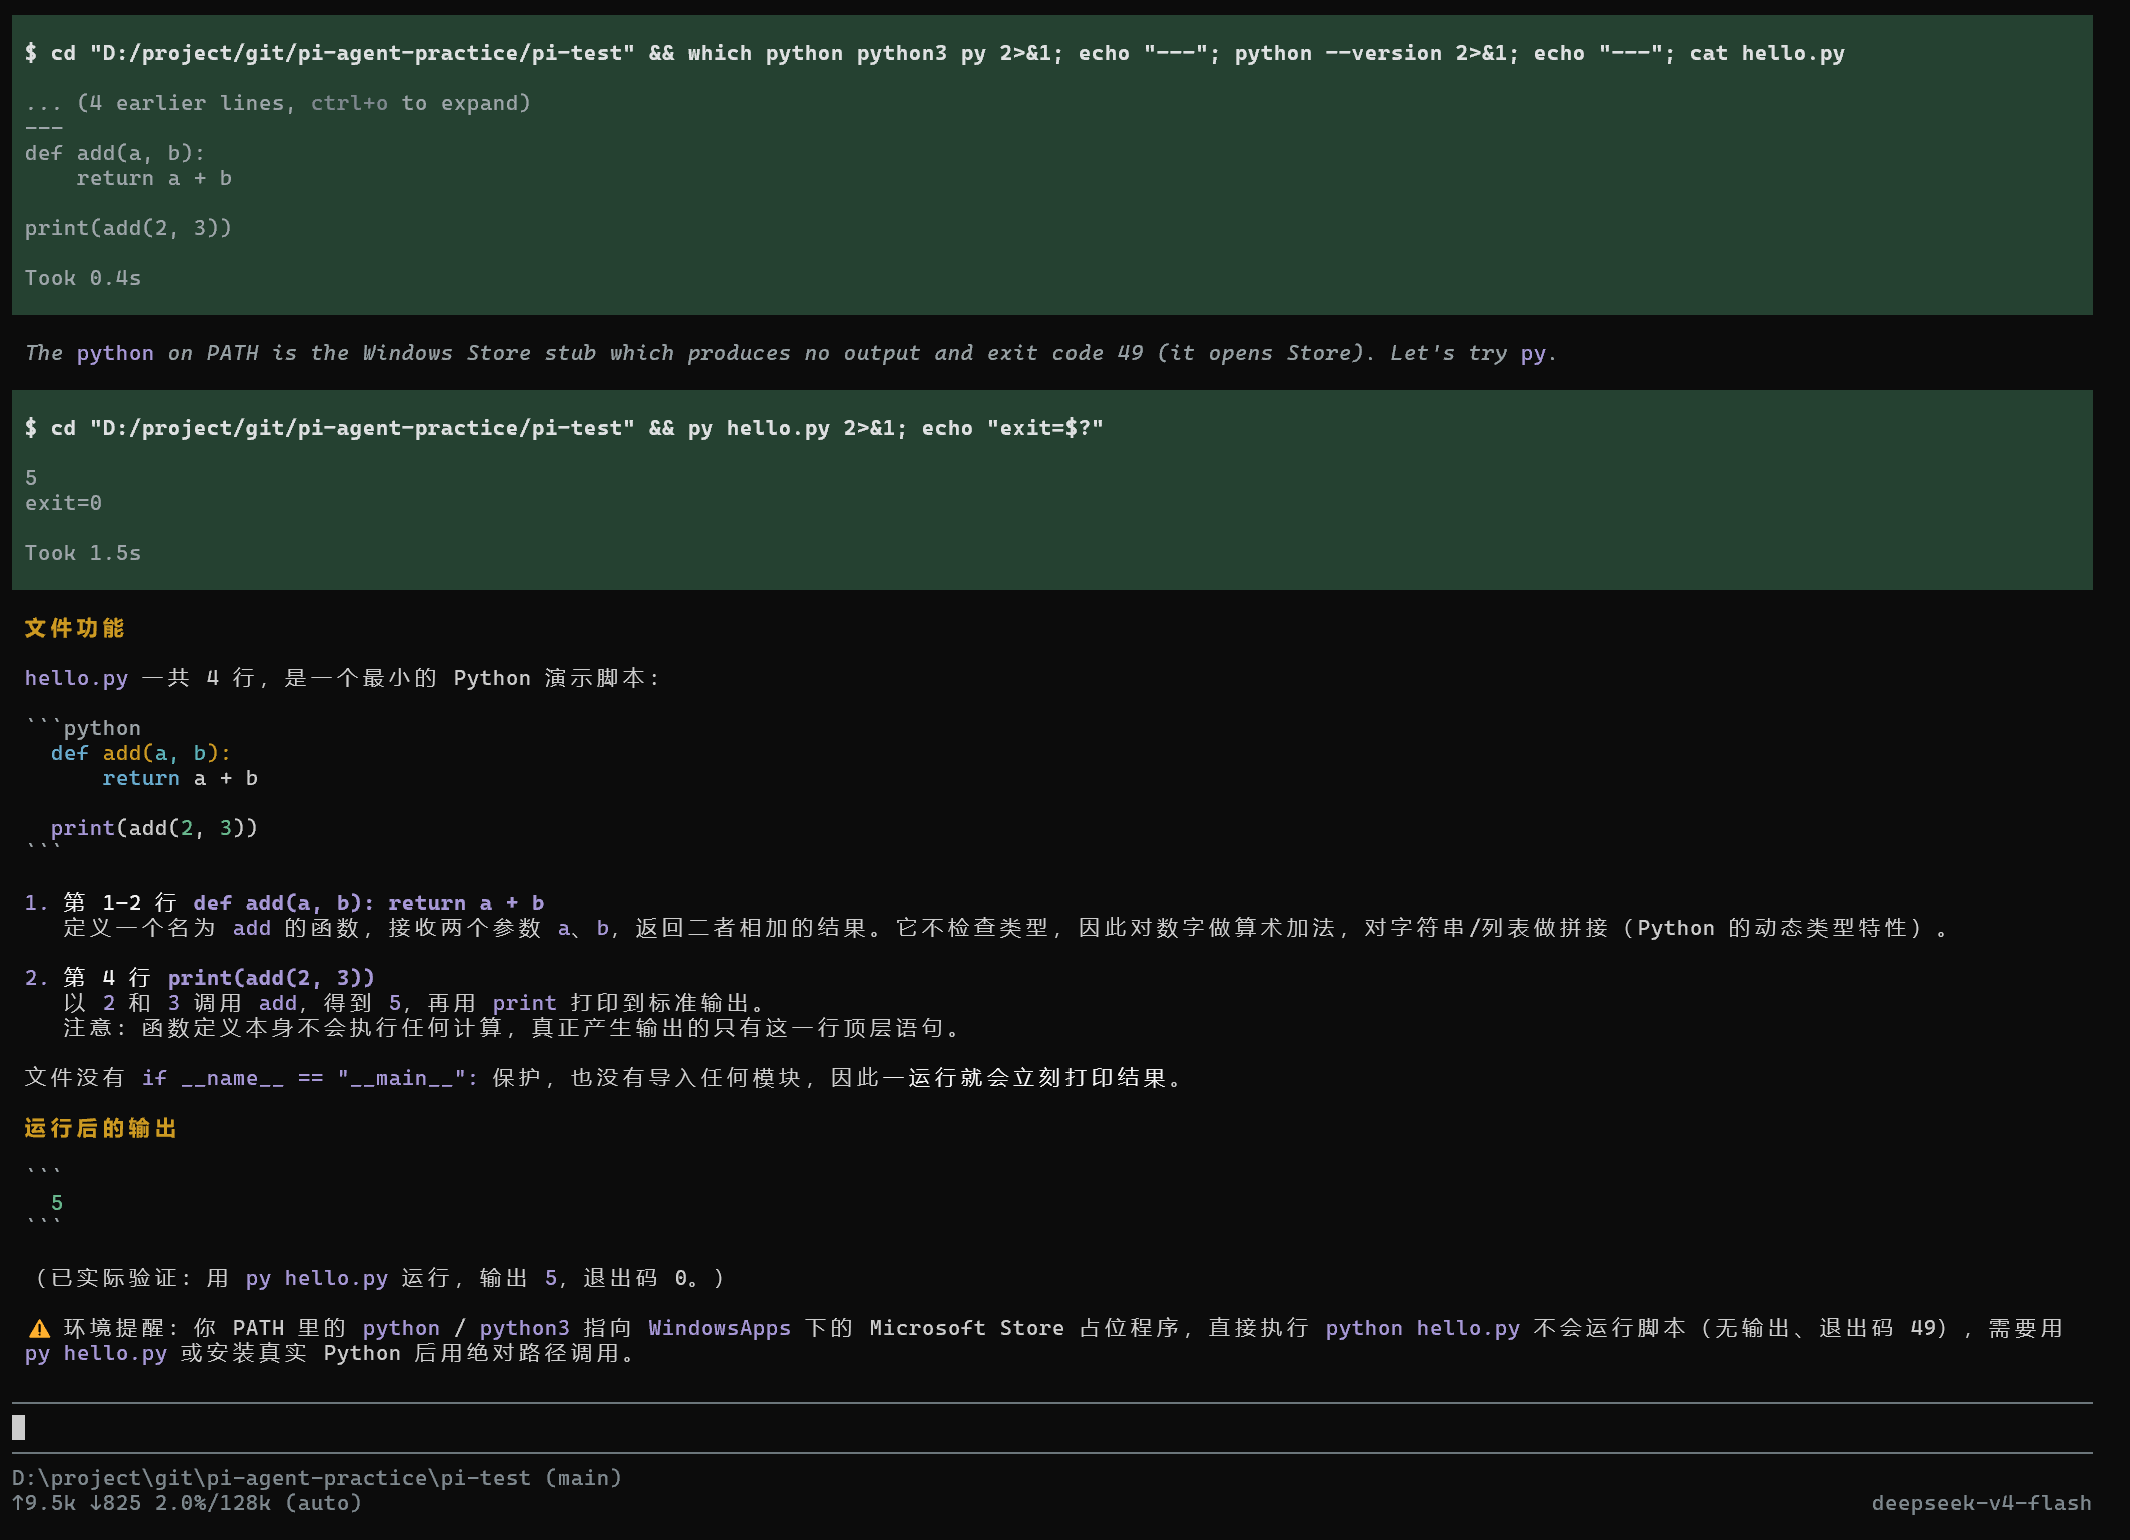 $ cd "D:/project/git/pi-agent-practice/pi-test" && which python python3 py 2>&1; echo "---"; python --version 2>&1; echo "---"; cat hello.py
... (4 earlier lines, ctrl+o to expand)
---
def add(a, b):
    return a + b
print(add(2, 3))
Took 0.4s
The python on PATH is the Windows Store stub which produces no output and exit code 49 (it opens Store). Let's try py.
$ cd "D:/project/git/pi-agent-practice/pi-test" && py hello.py 2>&1; echo "exit=$?"
5
exit=0
Took 1.5s
文件功能
hello.py 一共 4 行，是一个最小的 Python 演示脚本：
```python
  def add(a, b):
      return a + b
  print(add(2, 3))
```
1. 第 1-2 行 def add(a, b): return a + b
   定义一个名为 add 的函数，接收两个参数 a、b，返回二者相加的结果。它不检查类型，因此对数字做算术加法，对字符串/列表做拼接（Python 的动态类型特性）。
2. 第 4 行 print(add(2, 3))
   以 2 和 3 调用 add，得到 5，再用 print 打印到标准输出。
   注意：函数定义本身不会执行任何计算，真正产生输出的只有这一行顶层语句。
文件没有 if __name__ == "__main__": 保护，也没有导入任何模块，因此一运行就会立刻打印结果。
运行后的输出
```
  5
```
（已实际验证：用 py hello.py 运行，输出 5，退出码 0。）
⚠ 环境提醒：你 PATH 里的 python / python3 指向 WindowsApps 下的 Microsoft Store 占位程序，直接执行 python hello.py 不会运行脚本（无输出、退出码 49），需要用
py hello.py 或安装真实 Python 后用绝对路径调用。
D:\project\git\pi-agent-practice\pi-test (main)
↑9.5k ↓825 2.0%/128k (auto) deepseek-v4-flash